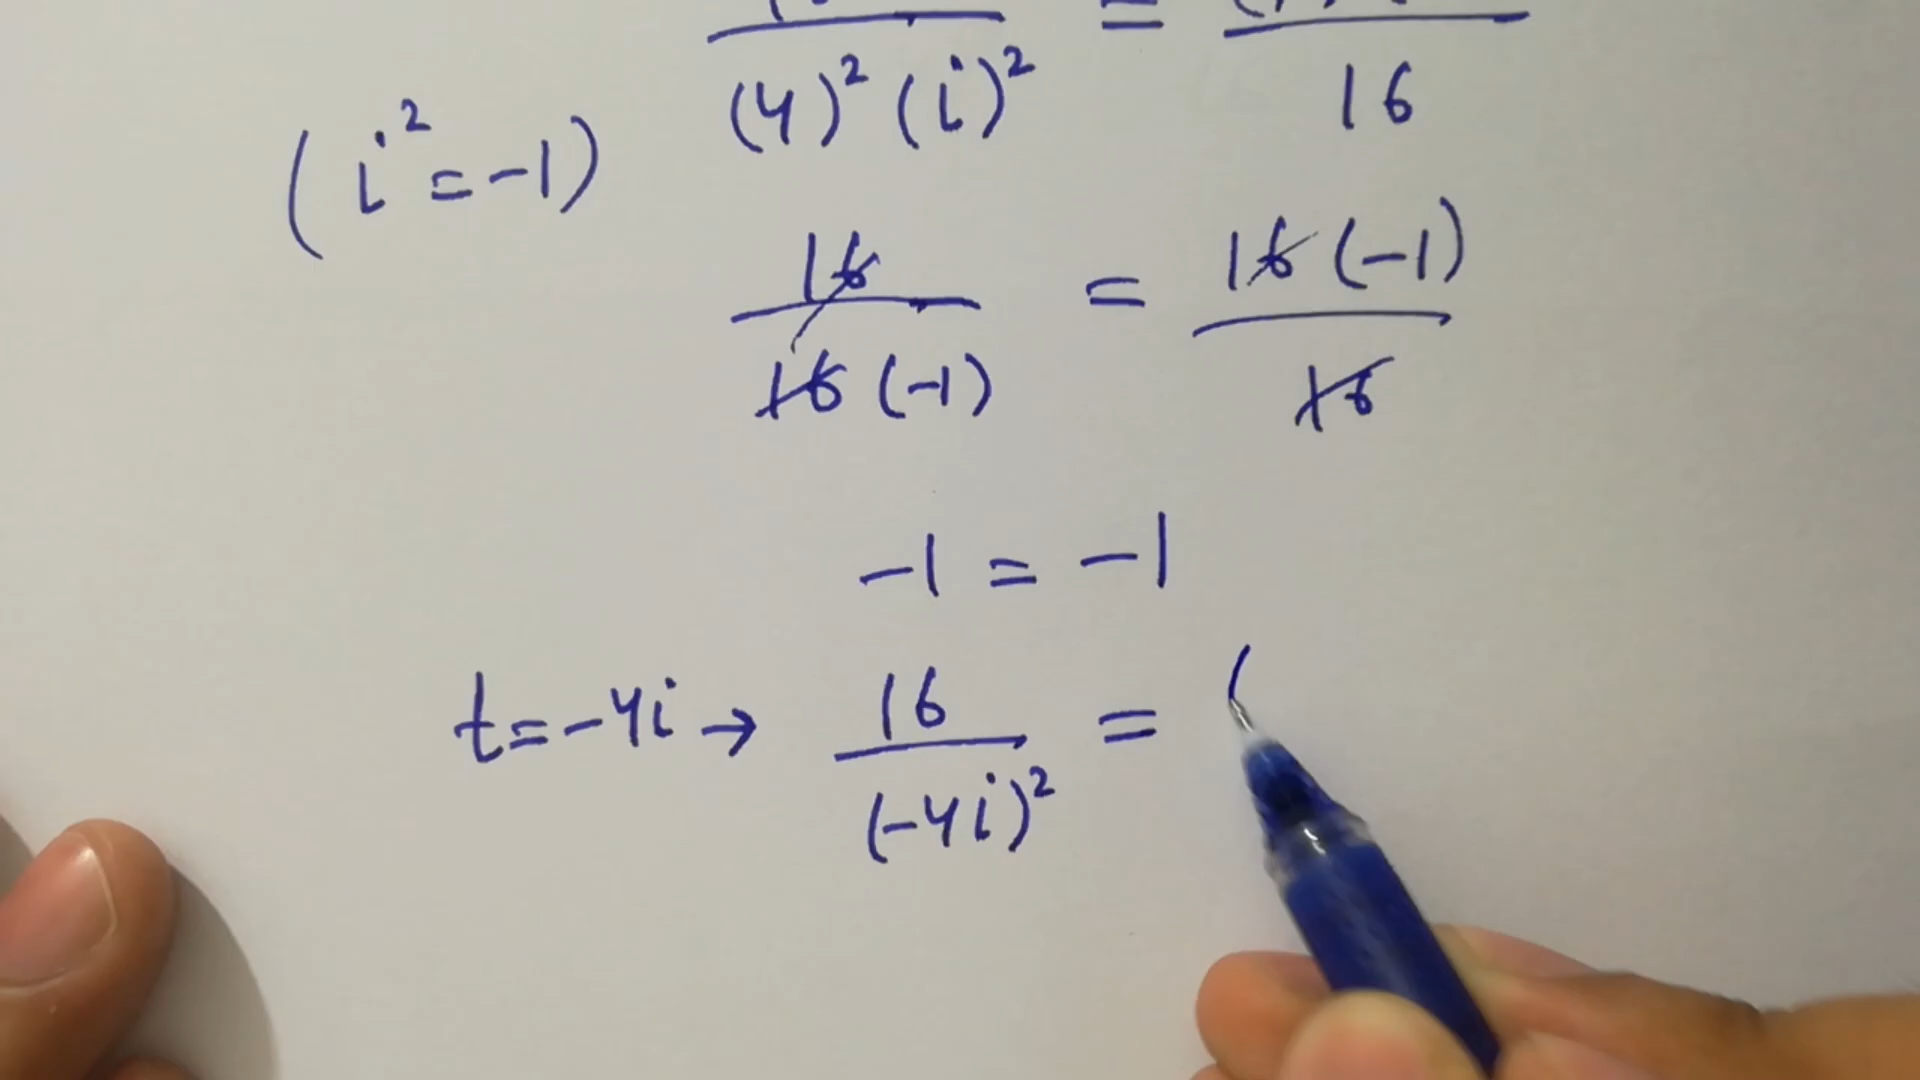 (4)² (i)² = 16
(i² = -1)
16 / 16 (-1) = 16 (-1) / 16
-1 = -1
t = -4i → 16 / (-4i)² = (